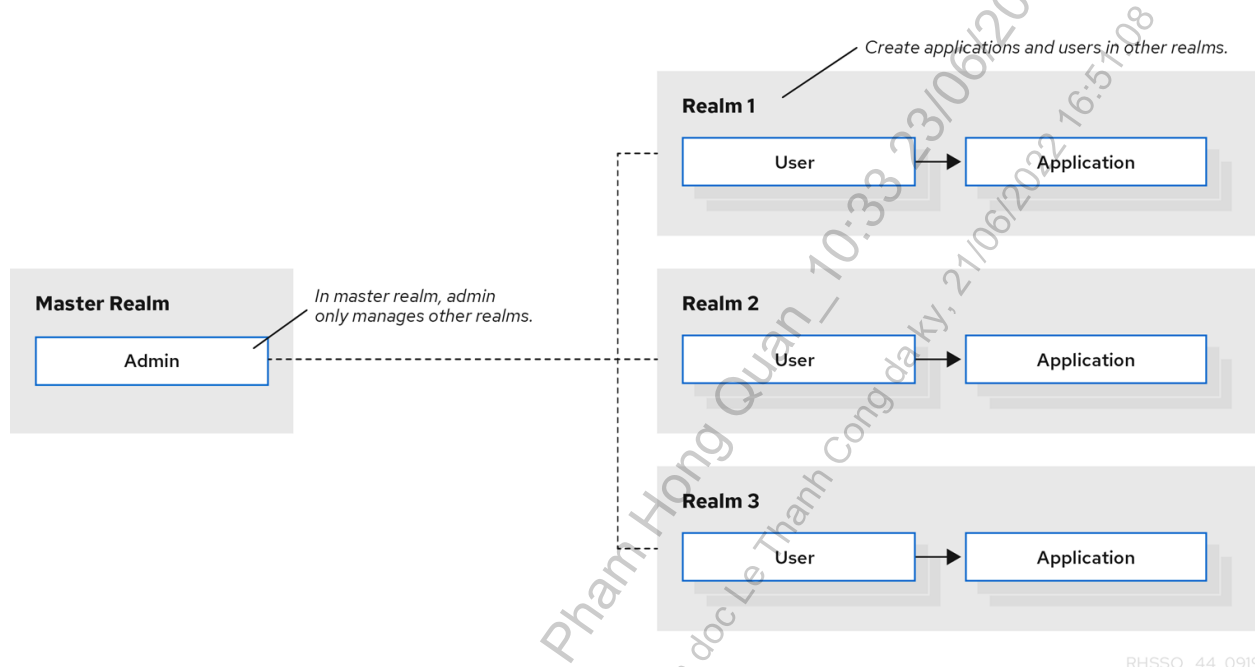 Create applications and users in other realms.
Realm 1
User
Application
Master Realm
In master realm, admin
only manages other realms.
Admin
Realm 2
User
Application
Realm 3
User
Application
Pham Hong Quan_10:33 23/06/20
doc Le Thanh Cong da ky, 21/06/2022 16:51:08
RHSSO_44_0919